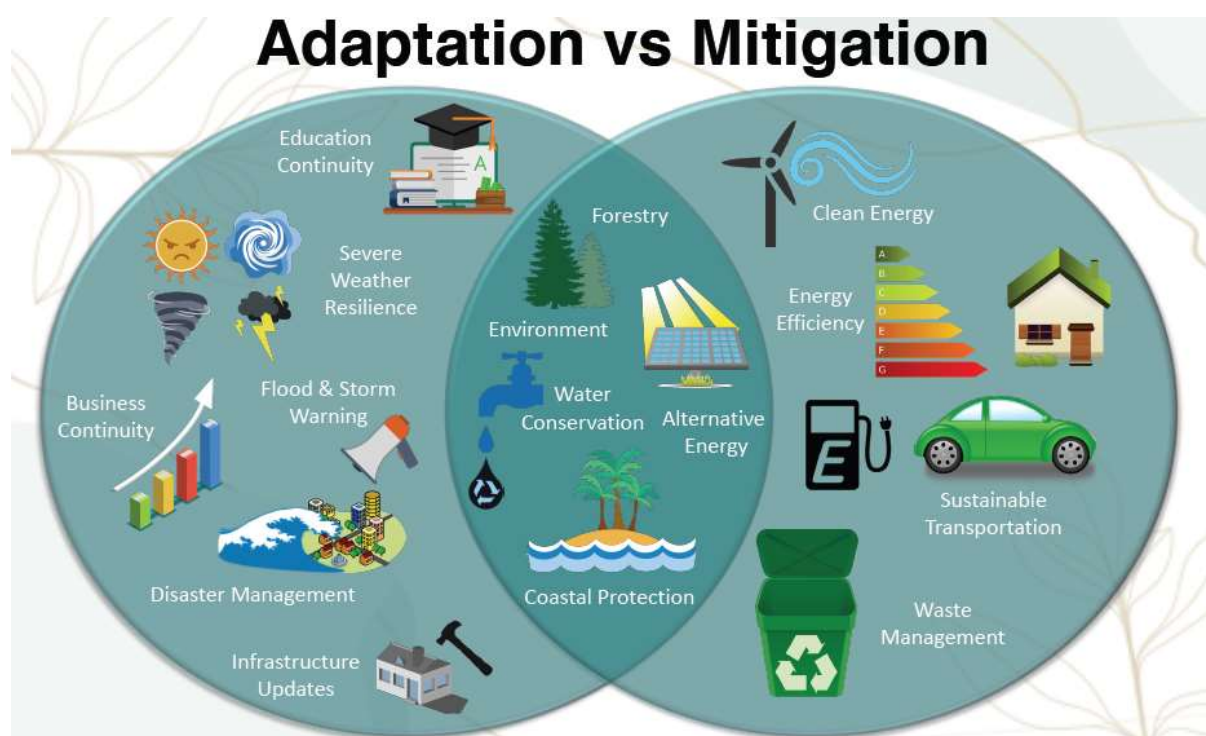 Adaptation vs Mitigation
Education
Continuity
A
Severe
Weather
Resilience
Business
Continuity
Flood & Storm
Warning
Disaster Management
Infrastructure
Updates
Forestry
Environment
Water
Conservation
Alternative
Energy
Coastal Protection
Clean Energy
Energy
Efficiency
A
B
C
D
E
F
G
E
Sustainable
Transportation
Waste
Management